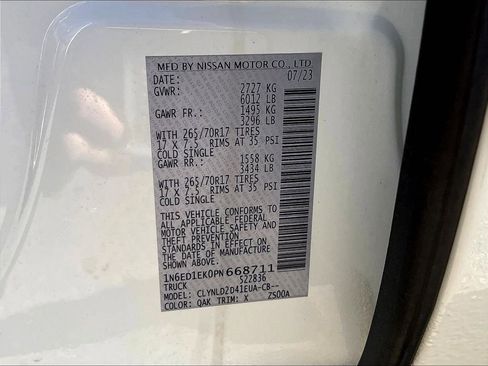 MFD BY NISSAN MOTOR CO., LTD.
DATE: 07/23
GVWR: 2727 KG
6012 LB
GAWR FR.: 1495 KG
3296 LB
WITH 265/70R17 TIRES
17 X 7.5 RIMS AT 35 PSI
COLD SINGLE
GAWR RR.: 1558 KG
3434 LB
WITH 265/70R17 TIRES
17 X 7.5 RIMS AT 35 PSI
COLD SINGLE
THIS VEHICLE CONFORMS TO
ALL APPLICABLE FEDERAL
MOTOR VEHICLE SAFETY AND
THEFT PREVENTION
STANDARDS IN EFFECT ON
THE DATE OF MANUFACTURE
SHOWN ABOVE.
1N6ED1EK0PN668711
TRUCK 522836
MODEL: CLYNLD2D41EUA-CB--
COLOR: QAK TRIM: X ZS00A